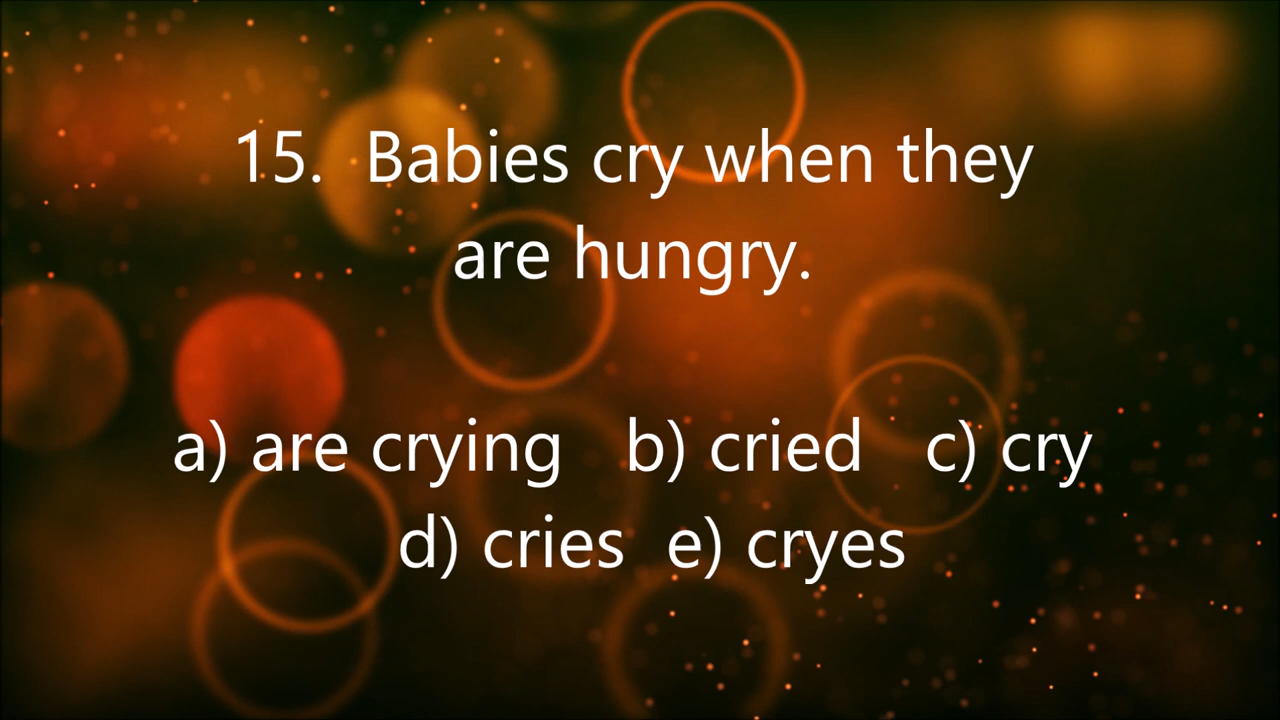 15. Babies cry when they
are hungry.
a) are crying b) cried c) cry
d) cries e) cryes